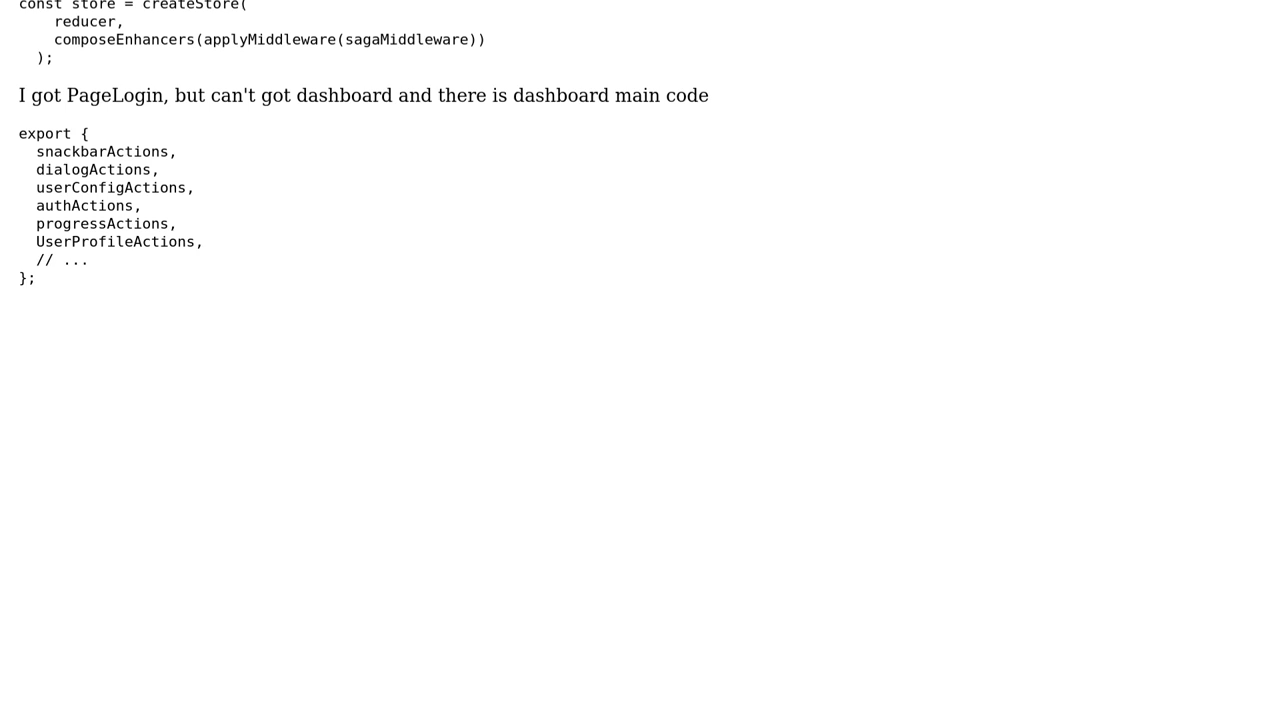 const store = createStore(
    reducer,
    composeEnhancers(applyMiddleware(sagaMiddleware))
  );
I got PageLogin, but can't got dashboard and there is dashboard main code
export {
  snackbarActions,
  dialogActions,
  userConfigActions,
  authActions,
  progressActions,
  UserProfileActions,
  // ...
};